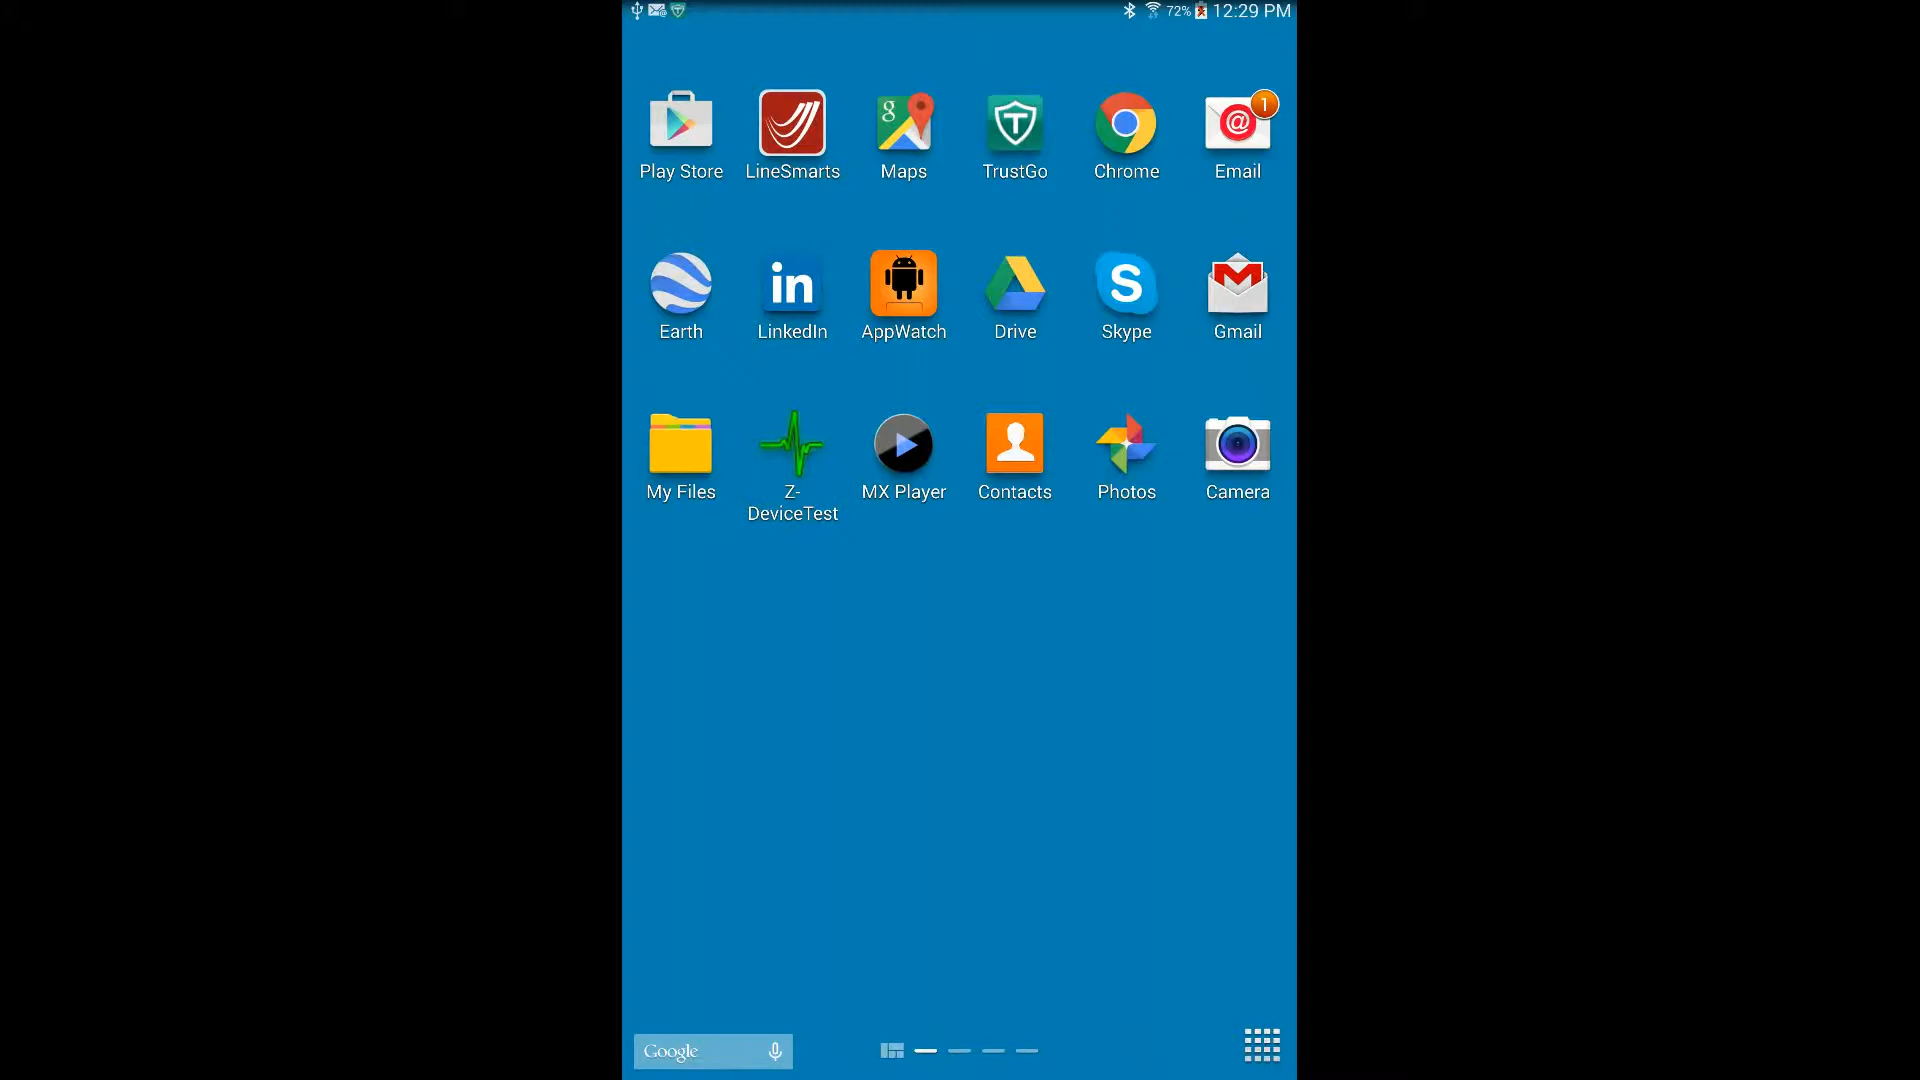 72% 12:29 PM
1
Play Store LineSmarts Maps TrustGo Chrome Email
Earth LinkedIn AppWatch Drive Skype Gmail
My Files Z- MX Player Contacts Photos Camera
DeviceTest
Google